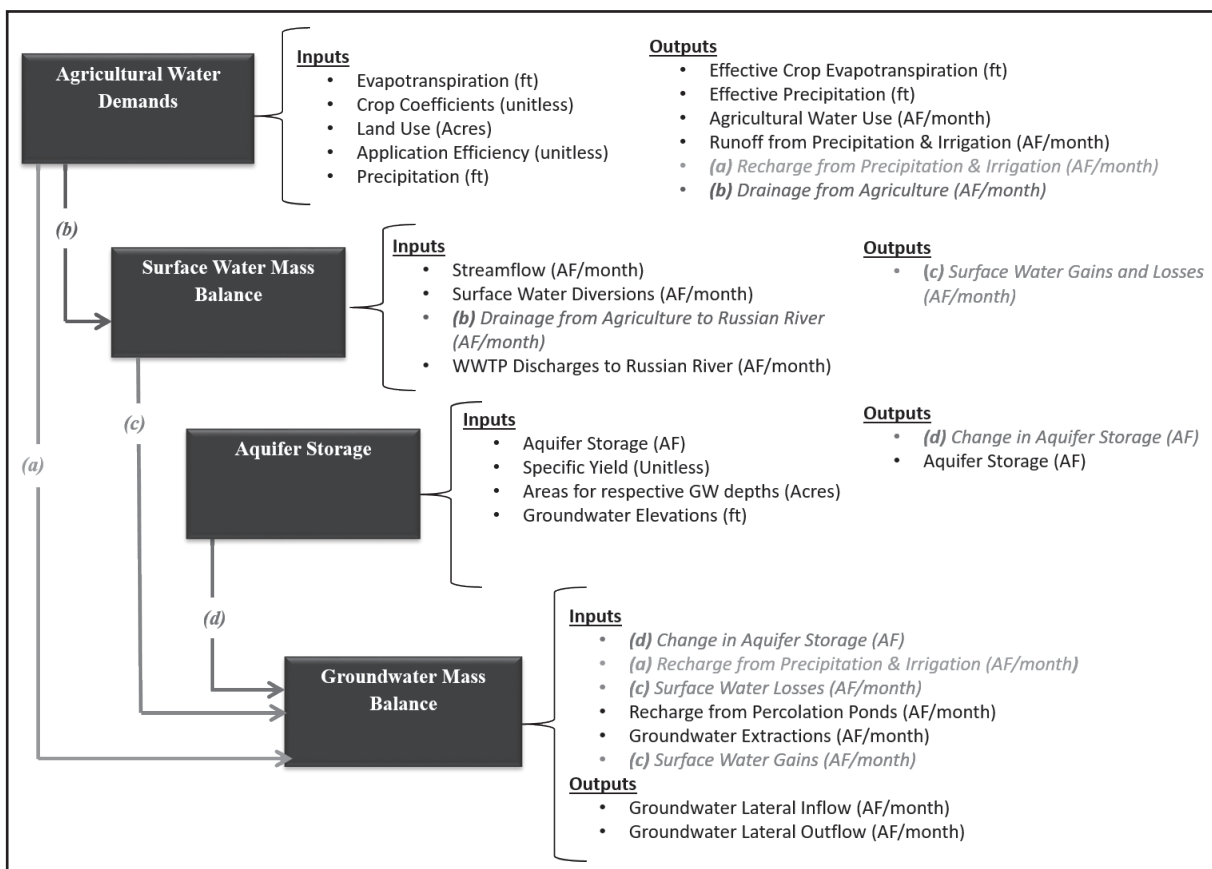 Agricultural Water
Demands
Inputs
• Evapotranspiration (ft)
• Crop Coefficients (unitless)
• Land Use (Acres)
• Application Efficiency (unitless)
• Precipitation (ft)
Outputs
• Effective Crop Evapotranspiration (ft)
• Effective Precipitation (ft)
• Agricultural Water Use (AF/month)
• Runoff from Precipitation & Irrigation (AF/month)
• (a) Recharge from Precipitation & Irrigation (AF/month)
• (b) Drainage from Agriculture (AF/month)
(b)
Surface Water Mass
Balance
Inputs
• Streamflow (AF/month)
• Surface Water Diversions (AF/month)
• (b) Drainage from Agriculture to Russian River
(AF/month)
• WWTP Discharges to Russian River (AF/month)
Outputs
• (c) Surface Water Gains and Losses
(AF/month)
(c)
(a)
Aquifer Storage
Inputs
• Aquifer Storage (AF)
• Specific Yield (Unitless)
• Areas for respective GW depths (Acres)
• Groundwater Elevations (ft)
Outputs
• (d) Change in Aquifer Storage (AF)
• Aquifer Storage (AF)
(d)
Groundwater Mass
Balance
Inputs
• (d) Change in Aquifer Storage (AF)
• (a) Recharge from Precipitation & Irrigation (AF/month)
• (c) Surface Water Losses (AF/month)
• Recharge from Percolation Ponds (AF/month)
• Groundwater Extractions (AF/month)
• (c) Surface Water Gains (AF/month)
Outputs
• Groundwater Lateral Inflow (AF/month)
• Groundwater Lateral Outflow (AF/month)